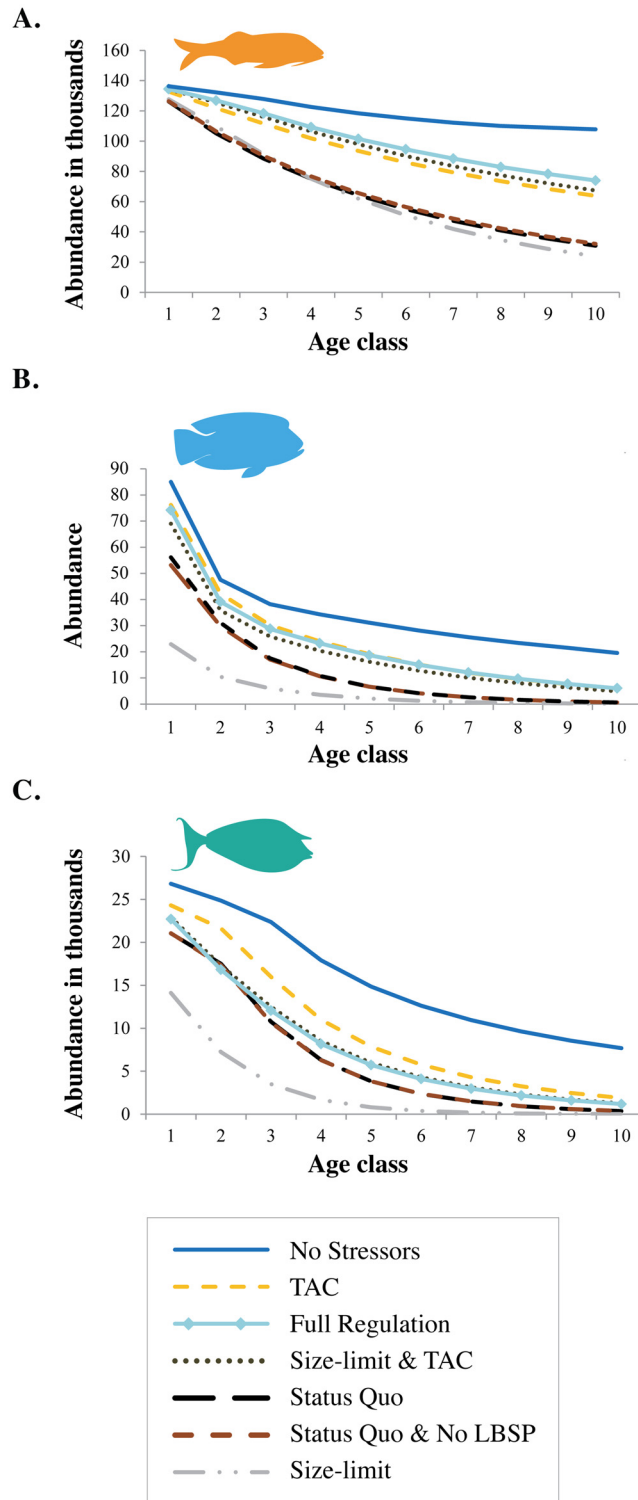 A.
Abundance in thousands
160
140
120
100
80
60
40
20
0
1 2 3 4 5 6 7 8 9 10
Age class
B.
Abundance
90
80
70
60
50
40
30
20
10
0
1 2 3 4 5 6 7 8 9 10
Age class
C.
Abundance in thousands
30
25
20
15
10
5
0
1 2 3 4 5 6 7 8 9 10
Age class
No Stressors
TAC
Full Regulation
Size-limit & TAC
Status Quo
Status Quo & No LBSP
Size-limit